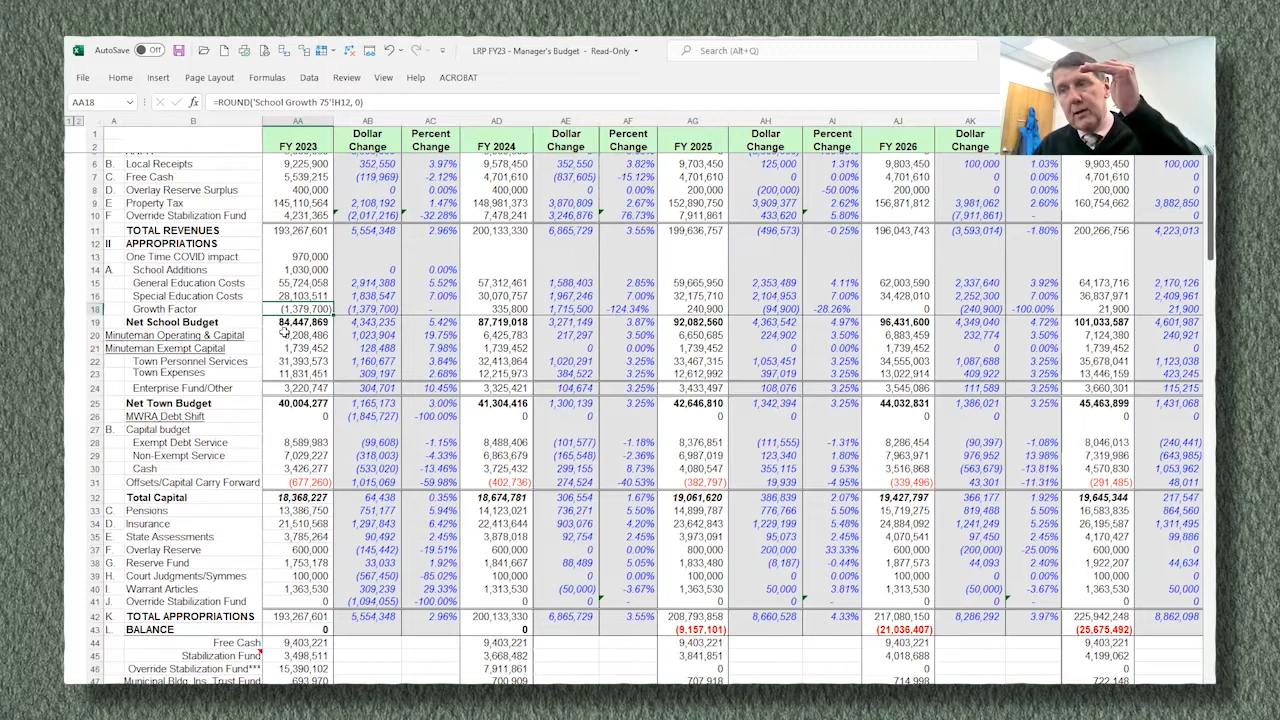 AutoSave Off LRP FY23 - Manager's Budget - Read-Only Search (Alt+Q)
File Home Insert Page Layout Formulas Data Review View Help ACROBAT
AA18 fx =ROUND('School Growth 75'!H12, 0)
1 2 A B AA AB AC AD AE AF AG AH AI AJ AK
1 Dollar Percent Dollar Percent Dollar Percent Dollar
2 FY 2023 Change Change FY 2024 Change Change FY 2025 Change Change FY 2026 Change
6 B. Local Receipts 9,225,900 352,550 3.97% 9,578,450 352,550 3.82% 9,703,450 125,000 1.31% 9,803,450 100,000 1.03% 9,903,450 100,000
7 C. Free Cash 5,539,215 (119,969) -2.12% 4,701,610 (837,605) -15.12% 4,701,610 0 0.00% 4,701,610 0 0.00% 4,701,610 0
8 D. Overlay Reserve Surplus 400,000 0 0.00% 400,000 0 0.00% 200,000 (200,000) -50.00% 200,000 0 0.00% 200,000 0
9 E Property Tax 145,110,564 2,108,192 1.47% 148,981,373 3,870,809 2.67% 152,890,750 3,909,377 2.62% 156,871,812 3,981,062 2.60% 160,754,662 3,882,850
10 F Override Stabilization Fund 4,231,365 (2,017,216) -32.28% 7,478,241 3,246,876 76.73% 7,911,861 433,620 5.80% (7,911,861) - 0
11 TOTAL REVENUES 193,267,601 5,554,348 2.96% 200,133,330 6,865,729 3.55% 199,636,757 (496,573) -0.25% 196,043,743 (3,593,014) -1.80% 200,266,756 4,223,013
12 II APPROPRIATIONS
13 One Time COVID impact 970,000
14 A. School Additions 1,030,000 0 0.00%
15 General Education Costs 55,724,058 2,914,388 5.52% 57,312,461 1,588,403 2.85% 59,665,950 2,353,489 4.11% 62,003,590 2,337,640 3.92% 64,173,716 2,170,126
16 Special Education Costs 28,103,511 1,838,547 7.00% 30,070,757 1,967,246 7.00% 32,175,710 2,104,953 7.00% 34,428,010 2,252,300 7.00% 36,837,971 2,409,961
18 Growth Factor (1,379,700) (1,379,700) - 335,800 1,715,500 -124.34% 240,900 (94,900) -28.26% 0 (240,900) -100.00% 21,900 21,900
19 Net School Budget 84,447,869 4,343,235 5.42% 87,719,018 3,271,149 3.87% 92,082,560 4,363,542 4.97% 96,431,600 4,349,040 4.72% 101,033,587 4,601,987
20 Minuteman Operating & Capital 208,486 1,023,904 19.75% 6,425,783 217,297 3.50% 6,650,685 224,902 3.50% 6,883,459 232,774 3.50% 7,124,380 240,921
21 Minuteman Exempt Capital 1,739,452 128,488 7.98% 1,739,452 0 0.00% 1,739,452 0 0.00% 1,739,452 0 0.00% 1,739,452 0
22 Town Personnel Services 31,393,573 1,160,677 3.84% 32,413,864 1,020,291 3.25% 33,467,315 1,053,451 3.25% 34,555,003 1,087,688 3.25% 35,678,041 1,123,038
23 Town Expenses 11,831,451 309,197 2.68% 12,215,973 384,522 3.25% 12,612,992 397,019 3.25% 13,022,914 409,922 3.25% 13,446,159 423,245
24 Enterprise Fund/Other 3,220,747 304,701 10.45% 3,325,421 104,674 3.25% 3,433,497 108,076 3.25% 3,545,086 111,589 3.25% 3,660,301 115,215
25 Net Town Budget 40,004,277 1,165,173 3.00% 41,304,416 1,300,139 3.25% 42,646,810 1,342,394 3.25% 44,032,831 1,386,021 3.25% 45,463,899 1,431,068
26 MWRA Debt Shift 0 (1,845,727) -100.00% 0 0 0 0 0 0 0 0
27 B. Capital budget
28 Exempt Debt Service 8,589,983 (99,608) -1.15% 8,488,406 (101,577) -1.18% 8,376,851 (111,555) -1.31% 8,286,454 (90,397) -1.08% 8,046,013 (240,441)
29 Non-Exempt Service 7,029,227 (318,003) -4.33% 6,863,679 (165,548) -2.36% 6,987,019 123,340 1.80% 7,963,971 976,952 13.98% 7,319,986 (643,985)
30 Cash 3,426,277 (533,020) -13.46% 3,725,432 299,155 8.73% 4,080,547 355,115 9.53% 3,516,868 (563,679) -13.81% 4,570,830 1,053,962
31 Offsets/Capital Carry Forward (677,260) 1,015,069 -59.98% (402,736) 274,524 -40.53% (382,797) 19,939 -4.95% (339,496) 43,301 -11.31% (291,485) 48,011
32 Total Capital 18,368,227 64,438 0.35% 18,674,781 306,554 1.67% 19,061,620 386,839 2.07% 19,427,797 366,177 1.92% 19,645,344 217,547
33 C. Pensions 13,386,750 751,177 5.94% 14,123,021 736,271 5.50% 14,899,787 776,766 5.50% 15,719,275 819,488 5.50% 16,583,835 864,560
34 D. Insurance 21,510,568 1,297,843 6.42% 22,413,644 903,076 4.20% 23,642,843 1,229,199 5.48% 24,884,092 1,241,249 5.25% 26,195,587 1,311,495
35 E. State Assessments 3,785,264 90,492 2.45% 3,878,018 92,754 2.45% 3,973,091 95,073 2.45% 4,070,541 97,450 2.45% 4,170,427 99,886
36 F. Overlay Reserve 600,000 (145,442) -19.51% 600,000 0 0.00% 800,000 200,000 33.33% 600,000 (200,000) -25.00% 600,000 0
38 G. Reserve Fund 1,753,178 33,033 1.92% 1,841,667 88,489 5.05% 1,833,480 (8,187) -0.44% 1,877,573 44,093 2.40% 1,922,207 44,634
39 H. Court Judgments/Symmes 100,000 (567,450) -85.02% 100,000 0 0.00% 100,000 0 0.00% 100,000 0 0.00% 100,000 0
40 I. Warrant Articles 1,363,530 309,239 29.33% 1,313,530 (50,000) -3.67% 1,363,530 50,000 3.81% 1,313,530 (50,000) -3.67% 1,363,530 50,000
41 J. Override Stabilization Fund 0 (1,094,055) -100.00% 0 0 - 0 0 - 0 0 - 0 0
42 K. TOTAL APPROPRIATIONS 193,267,601 5,554,348 2.96% 200,133,330 6,865,729 3.55% 208,793,858 8,660,528 4.33% 217,080,150 8,286,292 3.97% 225,942,248 8,862,098
43 L. BALANCE 0 0 (9,157,101) (21,036,407) (25,675,492)
44 Free Cash 9,403,221 9,403,221 9,403,221 9,403,221 9,403,221
45 Stabilization Fund 3,498,511 3,668,482 3,841,851 4,018,688 4,199,062
46 Override Stabilization Fund*** 15,390,102 7,911,861 0 0 0
47 Municipal Bldg. Ins. Trust Fund 693,970 700,909 707,918 714,998 722,148